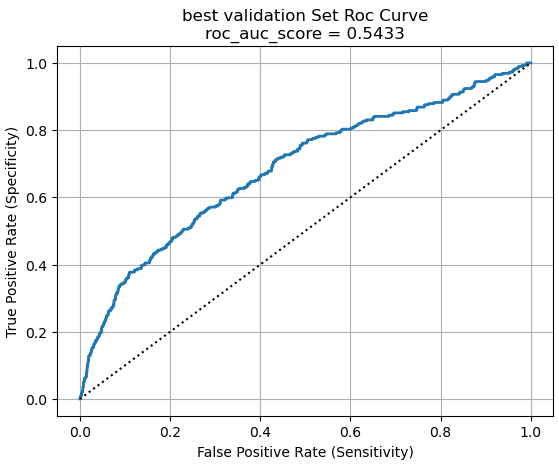 best validation Set Roc Curve
roc_auc_score = 0.5433
True Positive Rate (Specificity)
1.0
0.8
0.6
0.4
0.2
0.0
0.0 0.2 0.4 0.6 0.8 1.0
False Positive Rate (Sensitivity)